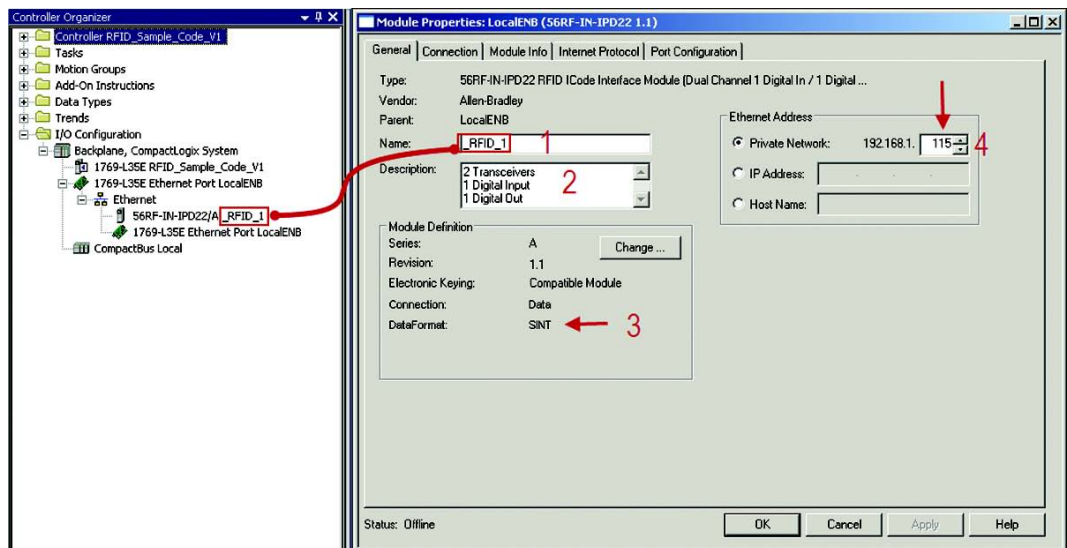 Controller Organizer
Controller RFID_Sample_Code_V1
Tasks
Motion Groups
Add-On Instructions
Data Types
Trends
I/O Configuration
Backplane, CompactLogix System
1769-L35E RFID_Sample_Code_V1
1769-L35E Ethernet Port LocalENB
Ethernet
56RF-IN-IPD22/A _RFID_1
1769-L35E Ethernet Port LocalENB
CompactBus Local
Module Properties: LocalENB (56RF-IN-IPD22 1.1)
General
Connection
Module Info
Internet Protocol
Port Configuration
Type: 56RF-IN-IPD22 RFID ICode Interface Module (Dual Channel 1 Digital In / 1 Digital ...
Vendor: Allen-Bradley
Parent: LocalENB
Name: _RFID_1 1
Description: 2 Transceivers
1 Digital Input
1 Digital Out
2
Ethernet Address
Private Network: 192.168.1. 115 4
IP Address: . . .
Host Name:
Module Definition
Series: A
Change ...
Revision: 1.1
Electronic Keying: Compatible Module
Connection: Data
DataFormat: SINT 3
Status: Offline
OK
Cancel
Apply
Help